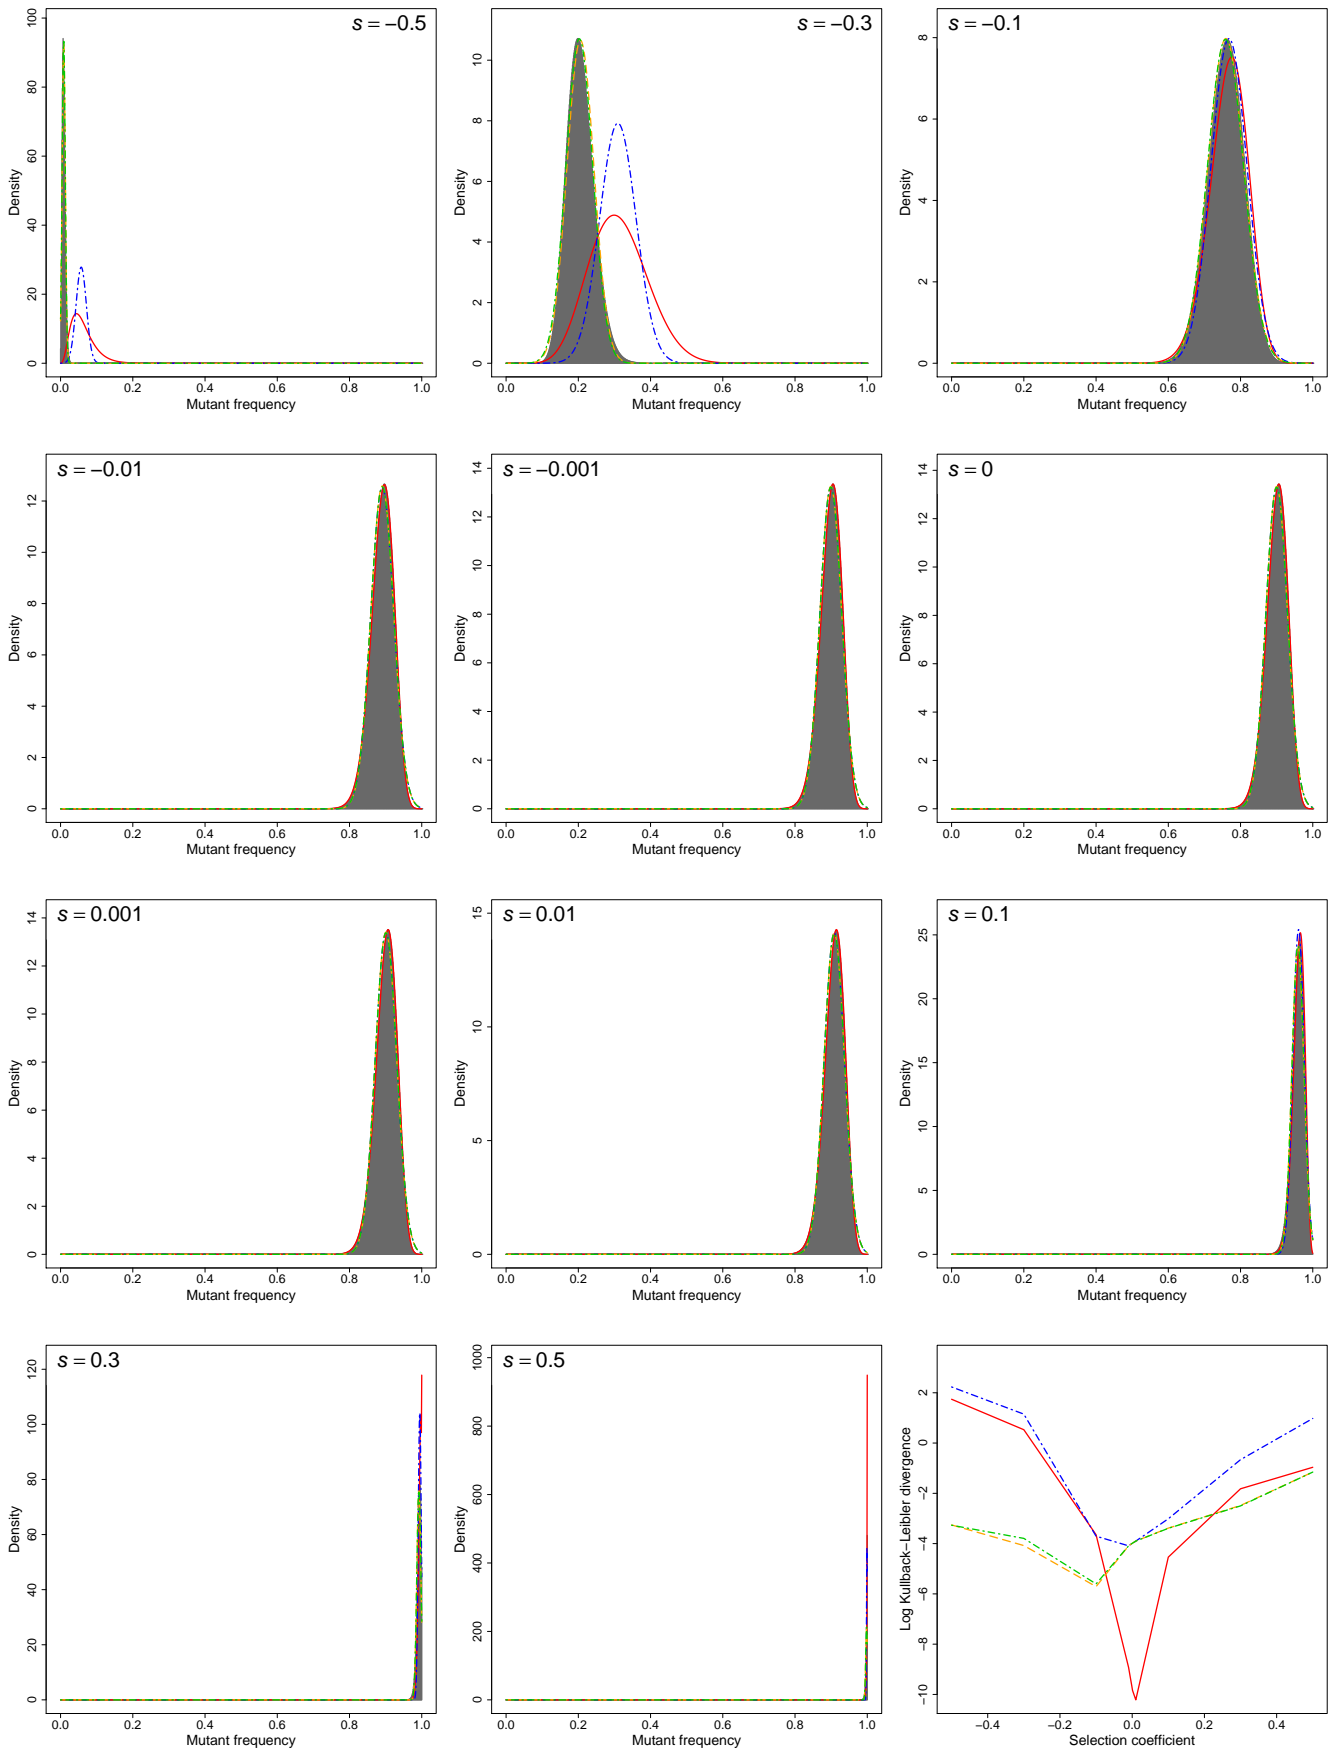 s = −0.5
Density
0 20 40 60 80 100
0.0 0.2 0.4 0.6 0.8 1.0
Mutant frequency
s = −0.3
Density
0 2 4 6 8 10
0.0 0.2 0.4 0.6 0.8 1.0
Mutant frequency
s = −0.1
Density
0 2 4 6 8
0.0 0.2 0.4 0.6 0.8 1.0
Mutant frequency
s = −0.01
Density
0 2 4 6 8 10 12
0.0 0.2 0.4 0.6 0.8 1.0
Mutant frequency
s = −0.001
Density
0 2 4 6 8 10 12 14
0.0 0.2 0.4 0.6 0.8 1.0
Mutant frequency
s = 0
Density
0 2 4 6 8 10 12 14
0.0 0.2 0.4 0.6 0.8 1.0
Mutant frequency
s = 0.001
Density
0 2 4 6 8 10 12 14
0.0 0.2 0.4 0.6 0.8 1.0
Mutant frequency
s = 0.01
Density
0 5 10 15
0.0 0.2 0.4 0.6 0.8 1.0
Mutant frequency
s = 0.1
Density
0 5 10 15 20 25
0.0 0.2 0.4 0.6 0.8 1.0
Mutant frequency
s = 0.3
Density
0 20 40 60 80 100 120
0.0 0.2 0.4 0.6 0.8 1.0
Mutant frequency
s = 0.5
Density
0 200 400 600 800 1000
0.0 0.2 0.4 0.6 0.8 1.0
Mutant frequency
Log Kullback−Leibler divergence
−10 −8 −6 −4 −2 0 2
−0.4 −0.2 0.0 0.2 0.4
Selection coefficient